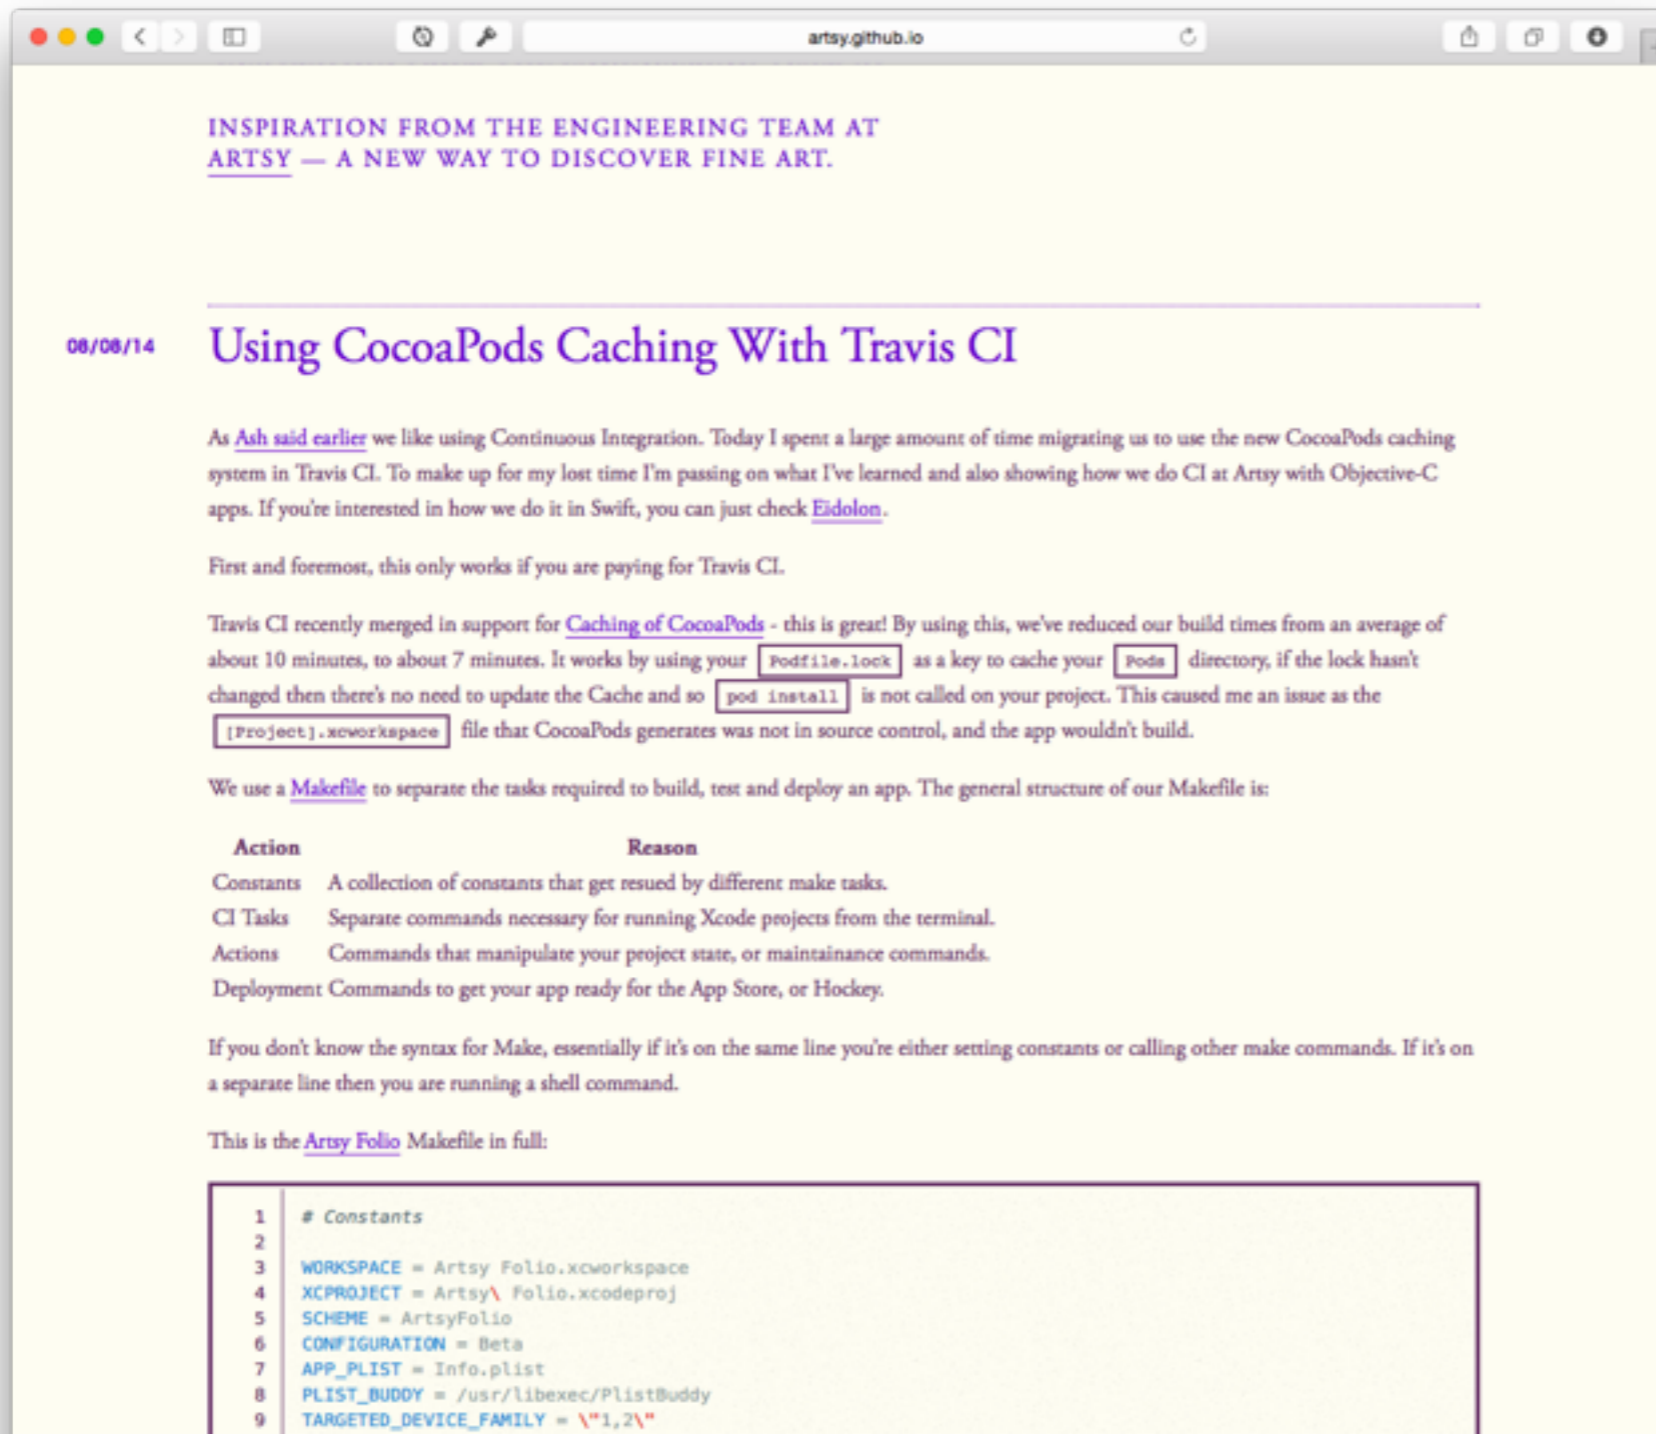 artsy.github.io
INSPIRATION FROM THE ENGINEERING TEAM AT
ARTSY — A NEW WAY TO DISCOVER FINE ART.
08/08/14
Using CocoaPods Caching With Travis CI
As Ash said earlier we like using Continuous Integration. Today I spent a large amount of time migrating us to use the new CocoaPods caching
system in Travis CI. To make up for my lost time I'm passing on what I've learned and also showing how we do CI at Artsy with Objective-C
apps. If you're interested in how we do it in Swift, you can just check Eidolon.
First and foremost, this only works if you are paying for Travis CI.
Travis CI recently merged in support for Caching of CocoaPods - this is great! By using this, we've reduced our build times from an average of
about 10 minutes, to about 7 minutes. It works by using your Podfile.lock as a key to cache your Pods directory, if the lock hasn't
changed then there's no need to update the Cache and so pod install is not called on your project. This caused me an issue as the
[Project].xcworkspace file that CocoaPods generates was not in source control, and the app wouldn't build.
We use a Makefile to separate the tasks required to build, test and deploy an app. The general structure of our Makefile is:
Action Reason
Constants A collection of constants that get resued by different make tasks.
CI Tasks Separate commands necessary for running Xcode projects from the terminal.
Actions Commands that manipulate your project state, or maintainance commands.
Deployment Commands to get your app ready for the App Store, or Hockey.
If you don't know the syntax for Make, essentially if it's on the same line you're either setting constants or calling other make commands. If it's on
a separate line then you are running a shell command.
This is the Artsy Folio Makefile in full:
1 # Constants
2
3 WORKSPACE = Artsy Folio.xcworkspace
4 XCPROJECT = Artsy\ Folio.xcodeproj
5 SCHEME = ArtsyFolio
6 CONFIGURATION = Beta
7 APP_PLIST = Info.plist
8 PLIST_BUDDY = /usr/libexec/PlistBuddy
9 TARGETED_DEVICE_FAMILY = \"1,2\"